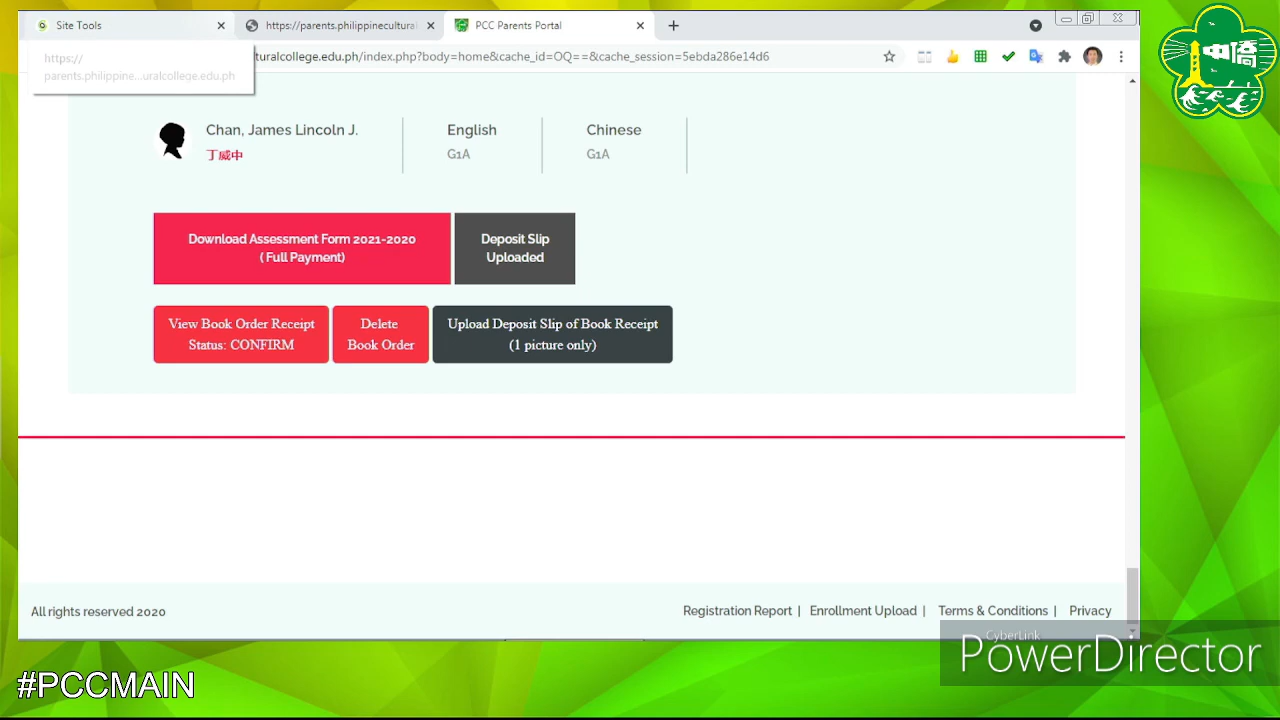 Site Tools
https://parents.philippinecultural
PCC Parents Portal
https://
parents.philippine...uralcollege.edu.ph
turalcollege.edu.ph/index.php?body=home&cache_id=OQ==&cache_session=5ebda286e14d6
中僑
Chan, James Lincoln J.
English
Chinese
丁威中
G1A
G1A
Download Assessment Form 2021-2020
( Full Payment)
Deposit Slip
Uploaded
View Book Order Receipt
Status: CONFIRM
Delete
Book Order
Upload Deposit Slip of Book Receipt
(1 picture only)
All rights reserved 2020
Registration Report |
Enrollment Upload |
Terms & Conditions |
Privacy
CyberLink
PowerDirector
#PCCMAIN